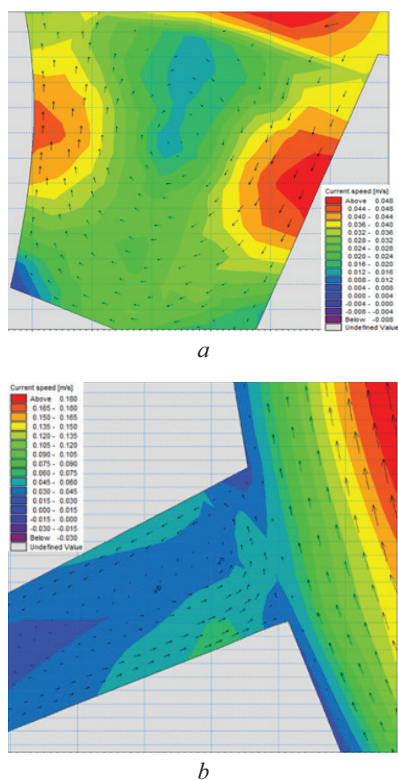 Current speed [m/s]
Above 0.048
0.044 - 0.048
0.040 - 0.044
0.036 - 0.040
0.032 - 0.036
0.028 - 0.032
0.024 - 0.028
0.020 - 0.024
0.016 - 0.020
0.012 - 0.016
0.008 - 0.012
0.004 - 0.008
0.000 - 0.004
-0.004 - 0.000
-0.008 - -0.004
Below -0.008
Undefined Value
a
Current speed [m/s]
Above 0.180
0.165 - 0.180
0.150 - 0.165
0.135 - 0.150
0.120 - 0.135
0.105 - 0.120
0.090 - 0.105
0.075 - 0.090
0.060 - 0.075
0.045 - 0.060
0.030 - 0.045
0.015 - 0.030
0.000 - 0.015
-0.015 - 0.000
-0.030 - -0.015
Below -0.030
Undefined Value
b